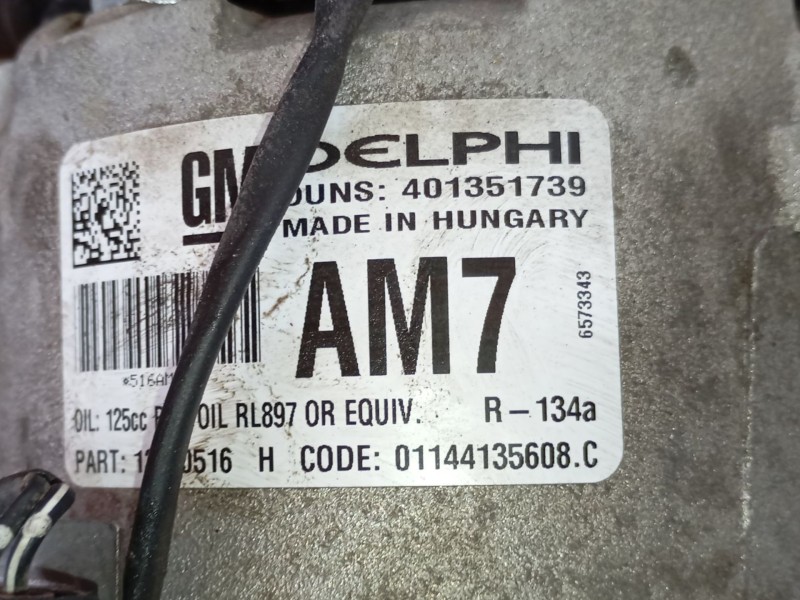 GM DELPHI
DUNS: 401351739
MADE IN HUNGARY
AM7
6573343
OIL: 125cc OIL RL897 OR EQUIV. R-134a
PART: H CODE: 01144135608.C